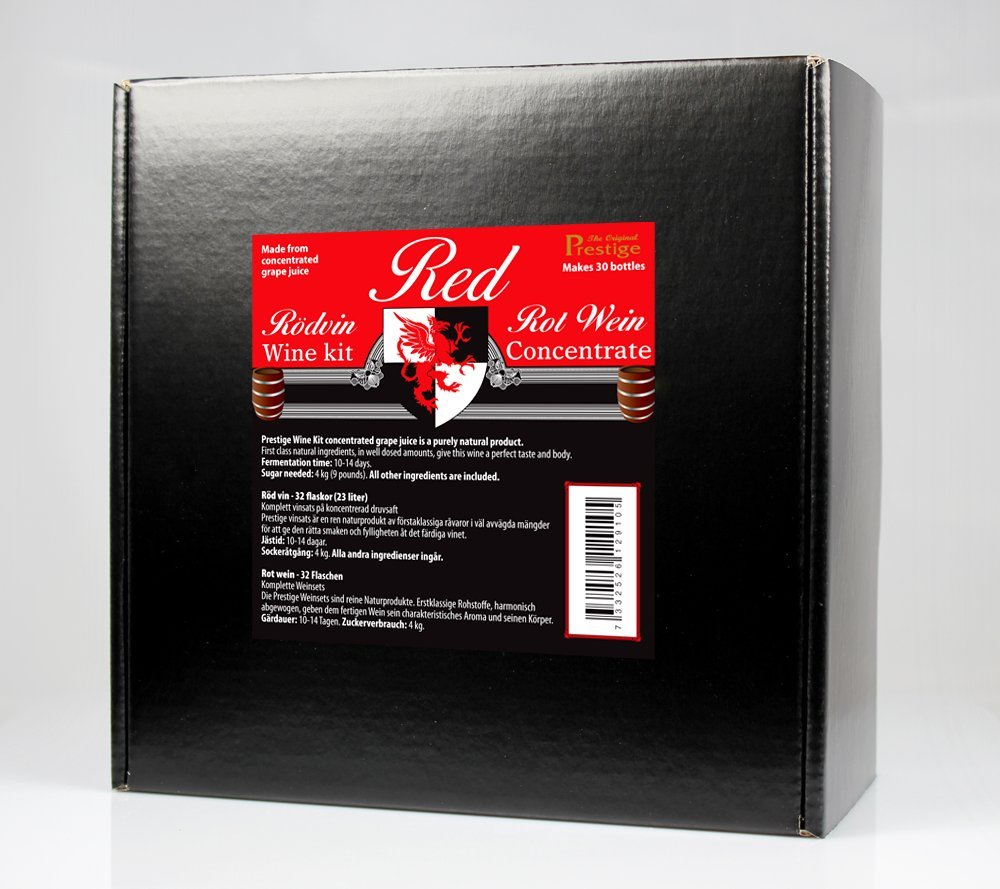 Made from
concentrated
grape juice
Red
The Original
Prestige
Makes 30 bottles
Rödvin
Wine kit
Rot Wein
Concentrate
Prestige Wine Kit concentrated grape juice is a purely natural product.
First class natural ingredients, in well dosed amounts, give this wine a perfect taste and body.
Fermentation time: 10-14 days.
Sugar needed: 4 kg (9 pounds). All other ingredients are included.
Röd vin - 32 flaskor (23 liter)
Komplett vinsats på koncentrerad druvsaft
Prestige vinsats är en ren naturprodukt av förstaklassiga råvaror i väl avvägda mängder
för att ge den rätta smaken och fylligheten åt det färdiga vinet.
Jästid: 10-14 dagar.
Sockeråtgång: 4 kg. Alla andra ingredienser ingår.
Rot wein - 32 Flaschen
Komplette Weinsets
Die Prestige Weinsets sind reine Naturprodukte. Erstklassige Rohstoffe, harmonisch
abgewogen, geben dem fertigen Wein sein charakteristisches Aroma und seinen Körper.
Gärdauer: 10-14 Tagen. Zuckerverbrauch: 4 kg.
7 332526 129105